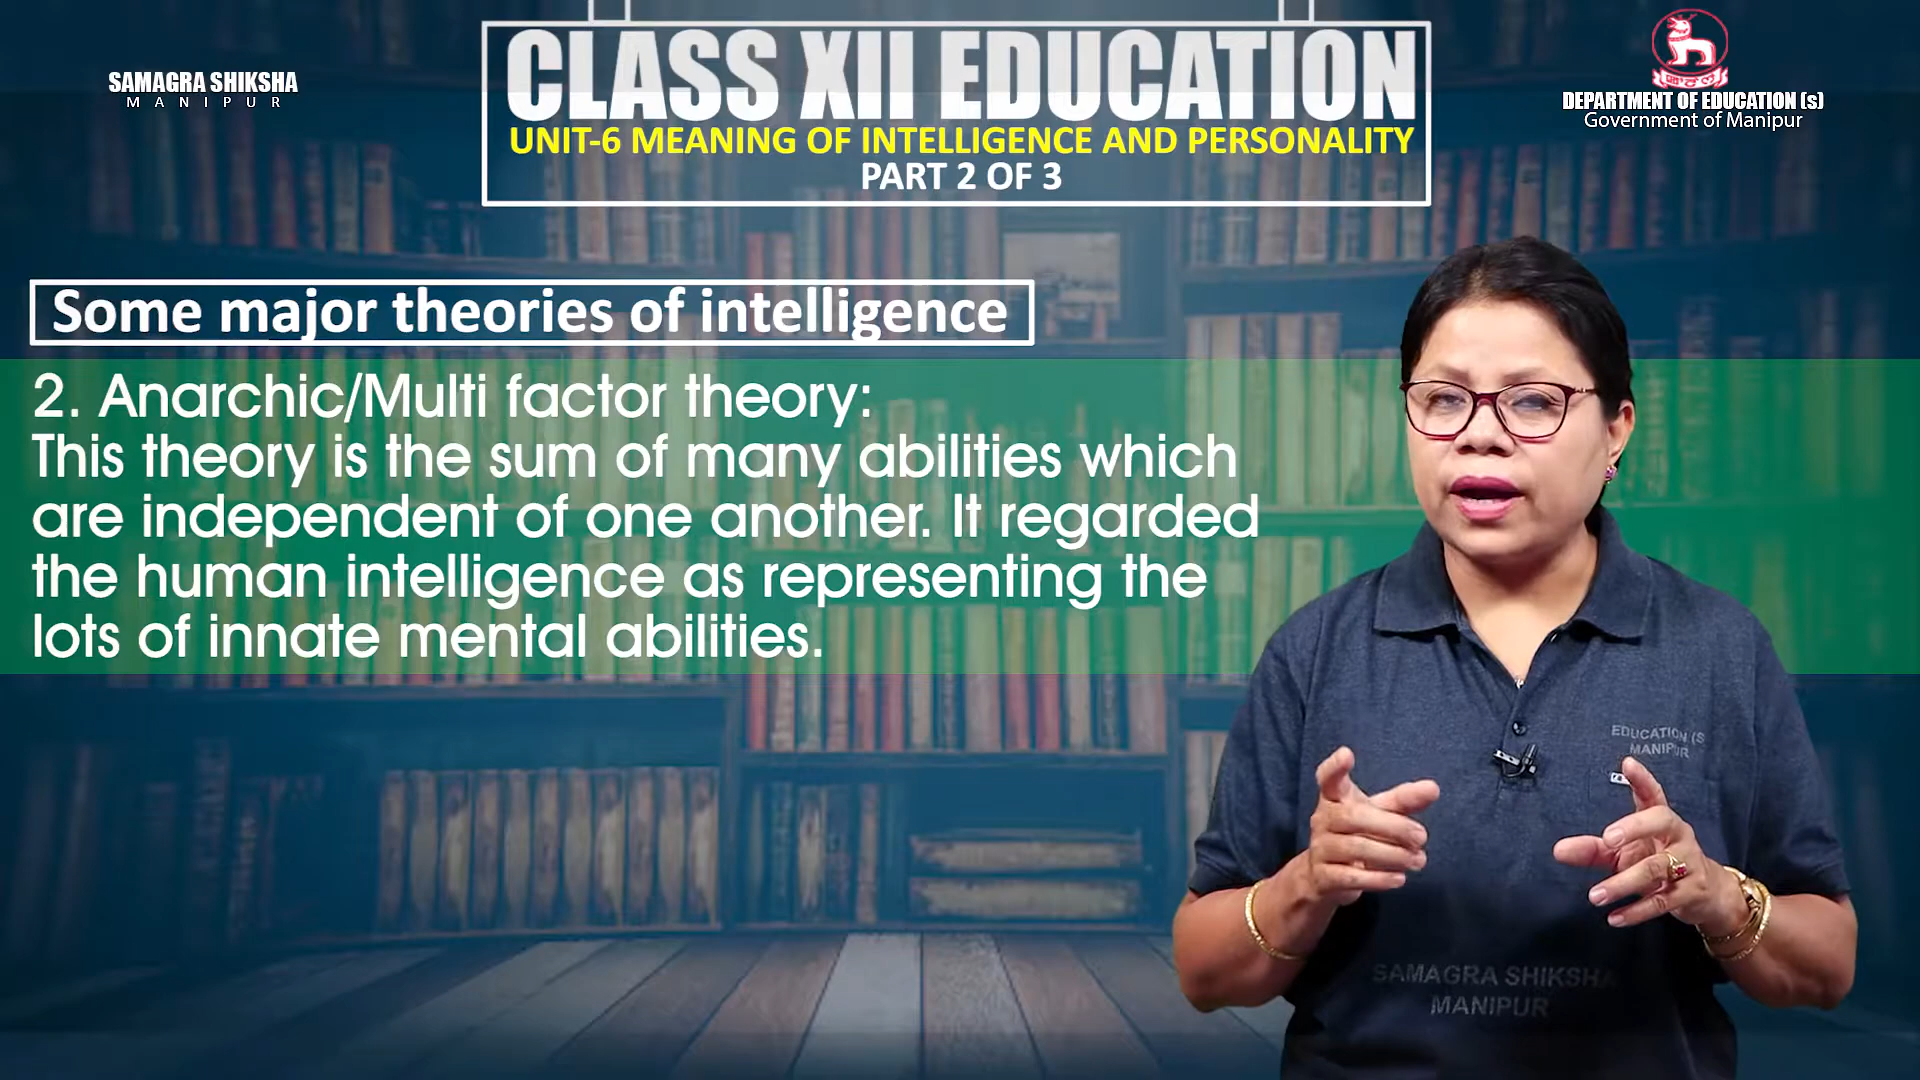 SAMAGRA SHIKSHA
MANIPUR
CLASS XII EDUCATION
UNIT-6 MEANING OF INTELLIGENCE AND PERSONALITY
PART 2 OF 3
DEPARTMENT OF EDUCATION (s)
Government of Manipur
Some major theories of intelligence
2. Anarchic/Multi factor theory:
This theory is the sum of many abilities which
are independent of one another. It regarded
the human intelligence as representing the
lots of innate mental abilities.
EDUCATION (S
MANIPUR
SAMAGRA SHIKSHA
MANIPUR